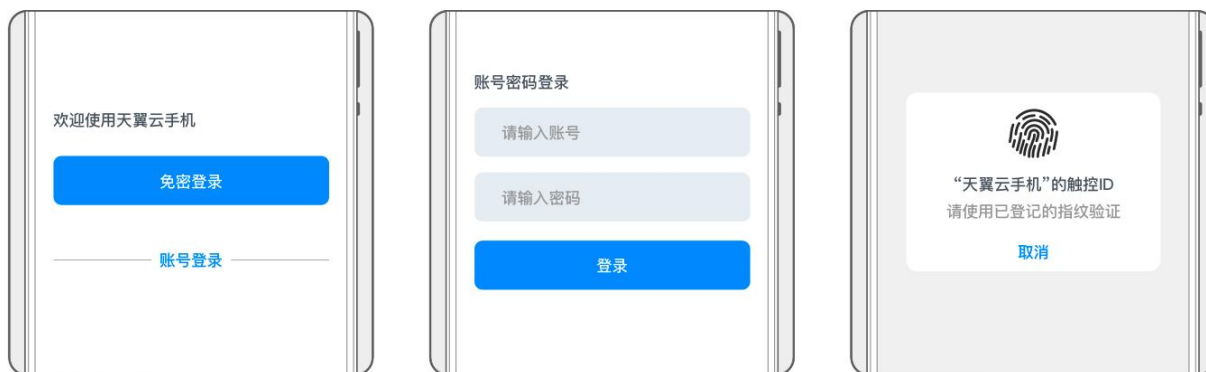 欢迎使用天翼云手机
免密登录
账号登录
账号密码登录
请输入账号
请输入密码
登录
“天翼云手机”的触控ID
请使用已登记的指纹验证
取消